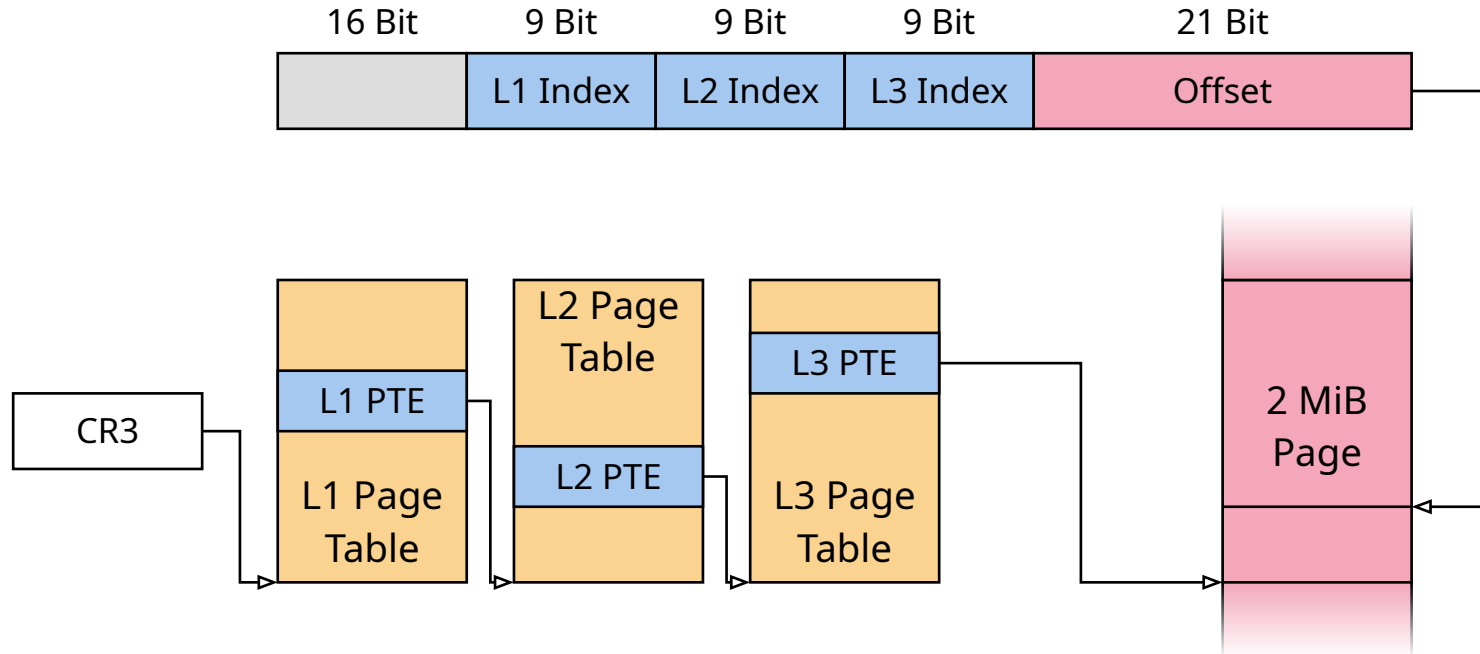 16 Bit 9 Bit 9 Bit 9 Bit 21 Bit
L1 Index L2 Index L3 Index Offset
L2 Page
Table
L3 PTE
L1 PTE
CR3
2 MiB
Page
L2 PTE
L1 Page
Table
L3 Page
Table